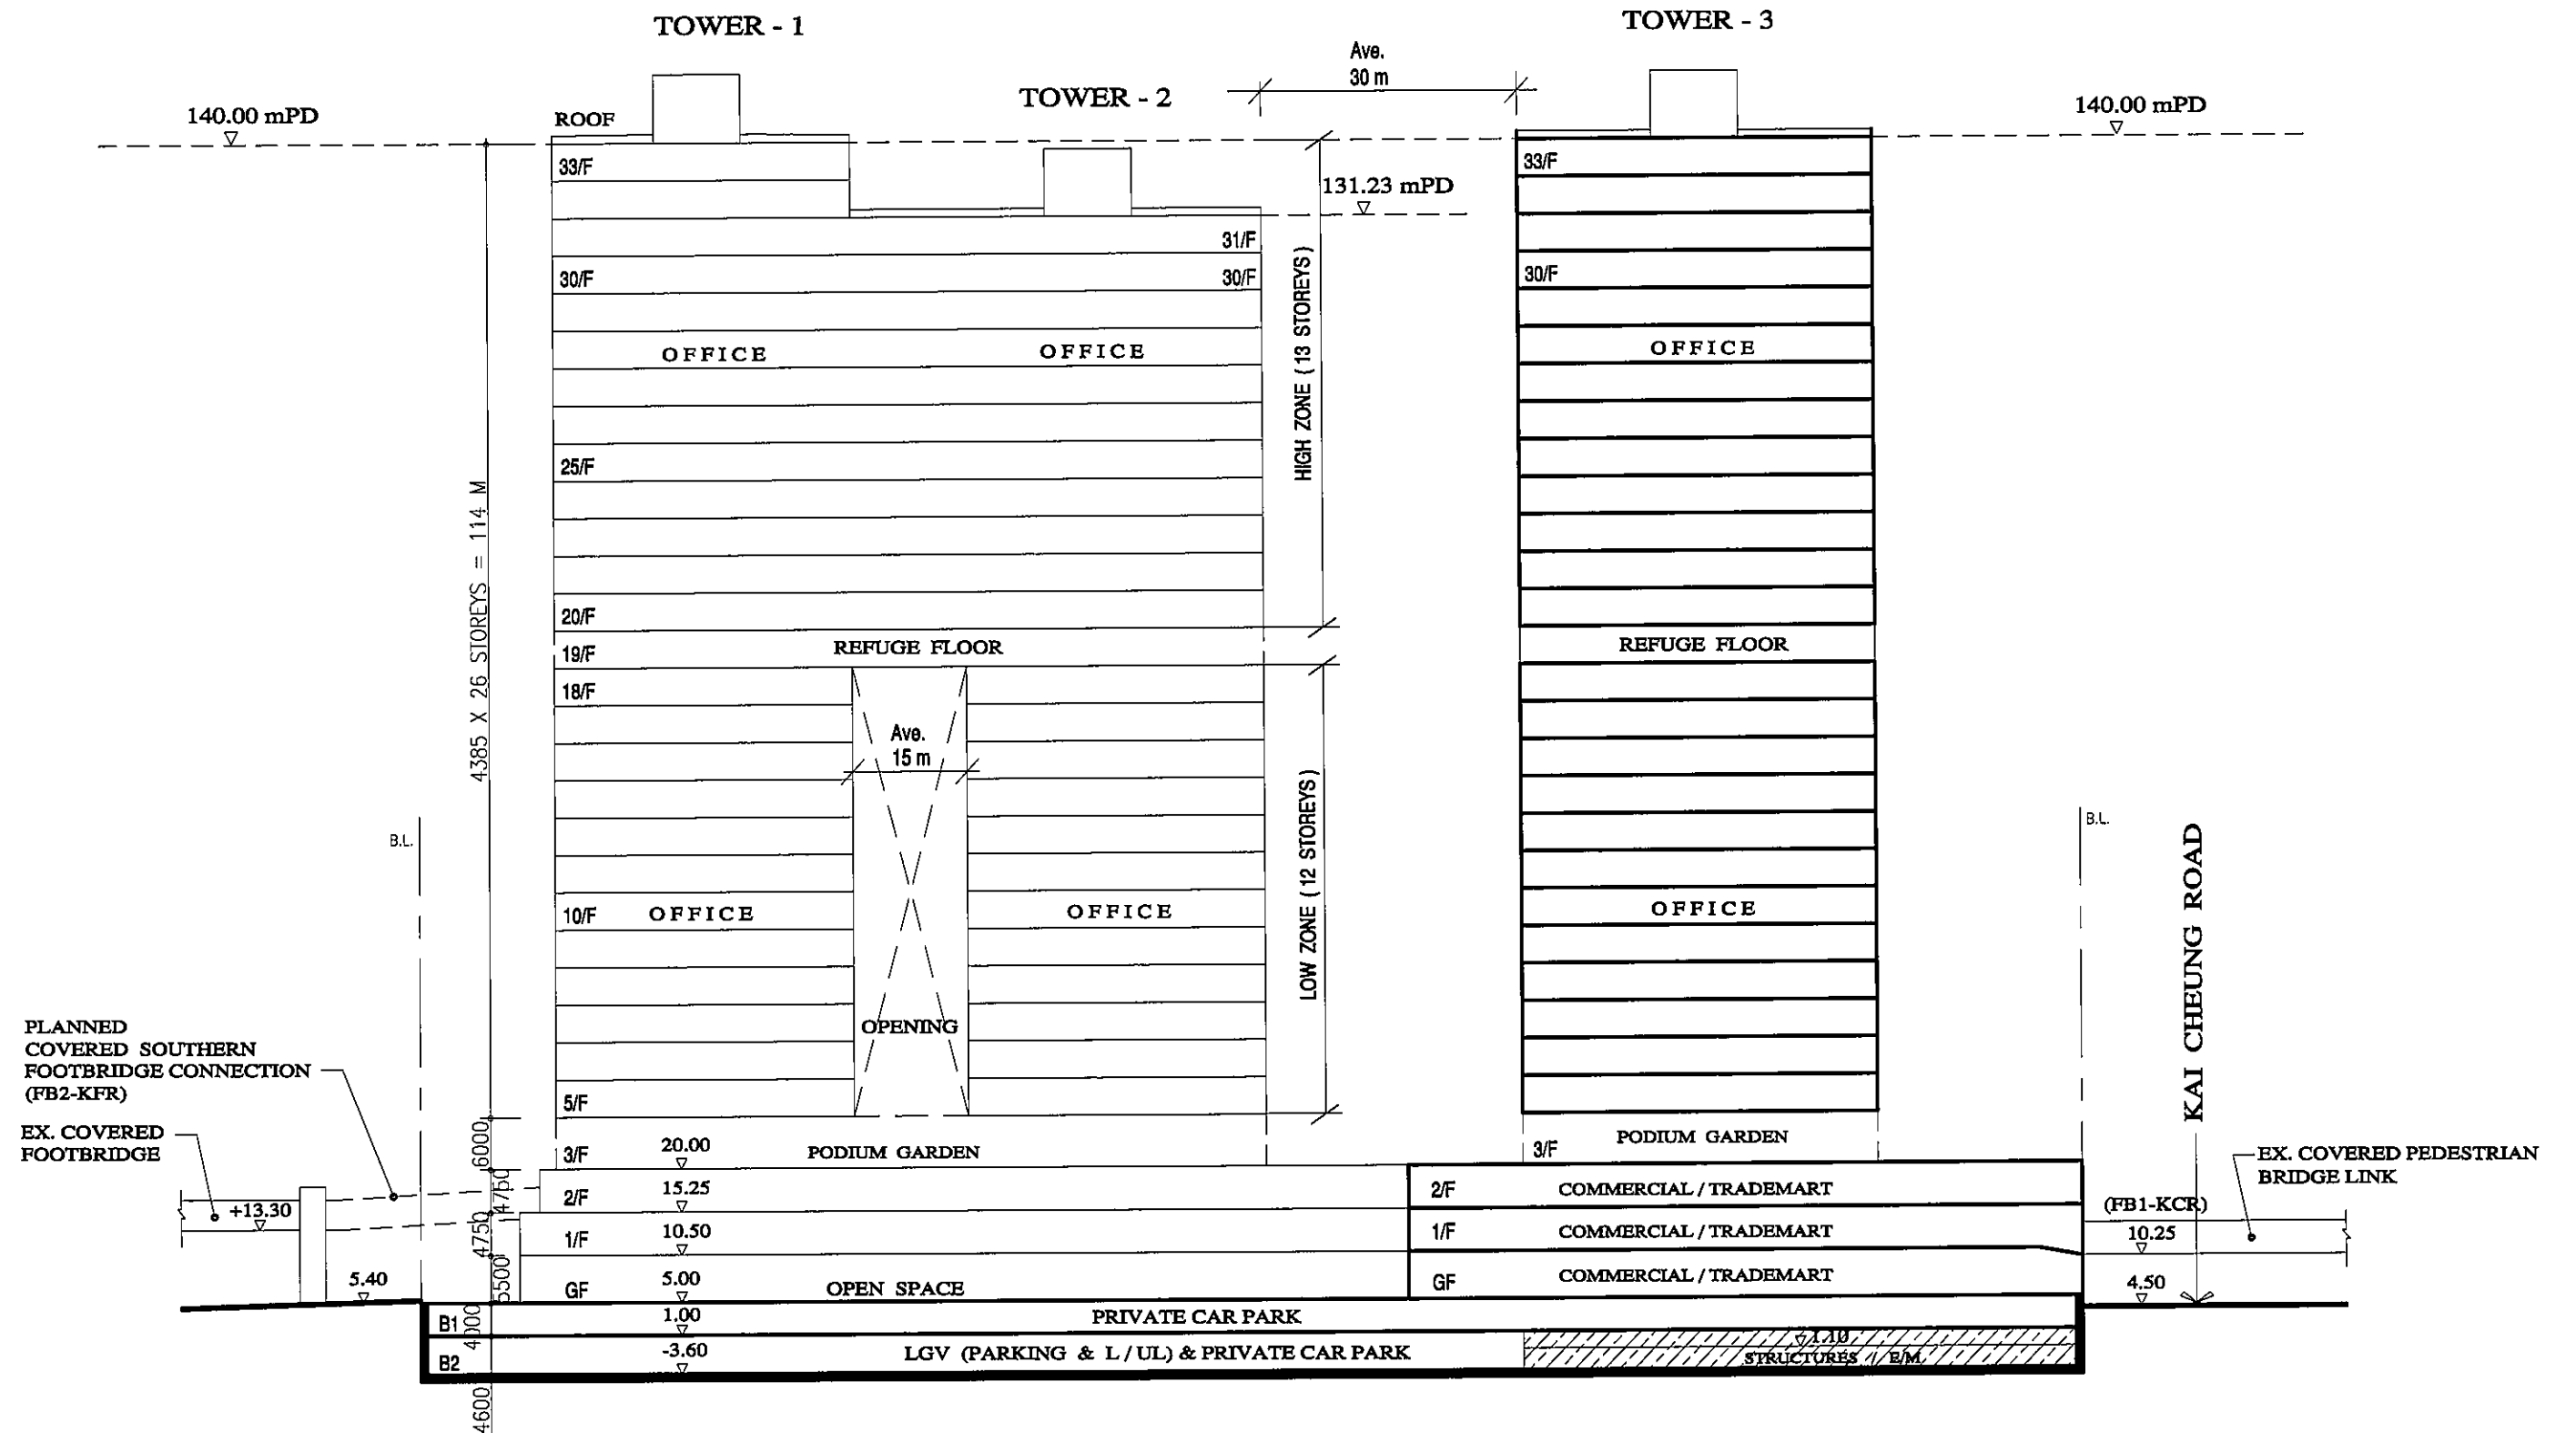 TOWER - 1
TOWER - 3
TOWER - 2
Ave.
30 m
140.00 mPD
140.00 mPD
ROOF
33/F
33/F
131.23 mPD
31/F
30/F
30/F
30/F
OFFICE
OFFICE
OFFICE
HIGH ZONE ( 13 STOREYS )
25/F
4385 X 26 STOREYS = 114 M
20/F
19/F
REFUGE FLOOR
REFUGE FLOOR
18/F
Ave.
15 m
LOW ZONE ( 12 STOREYS )
B.L.
B.L.
KAI CHEUNG ROAD
10/F
OFFICE
OFFICE
OFFICE
OPENING
5/F
PLANNED
COVERED SOUTHERN
FOOTBRIDGE CONNECTION
(FB2-KFR)
EX. COVERED
FOOTBRIDGE
6000
3/F
20.00
PODIUM GARDEN
3/F
PODIUM GARDEN
EX. COVERED PEDESTRIAN
BRIDGE LINK
4750
2/F
15.25
2/F
COMMERCIAL / TRADEMART
(FB1-KCR)
+13.30
4750
1/F
10.50
1/F
COMMERCIAL / TRADEMART
10.25
5.40
5500
GF
5.00
OPEN SPACE
GF
COMMERCIAL / TRADEMART
4.50
B1
4000
1.00
PRIVATE CAR PARK
-1.10
B2
-3.60
LGV (PARKING & L / UL) & PRIVATE CAR PARK
STRUCTURES / E/M
4600